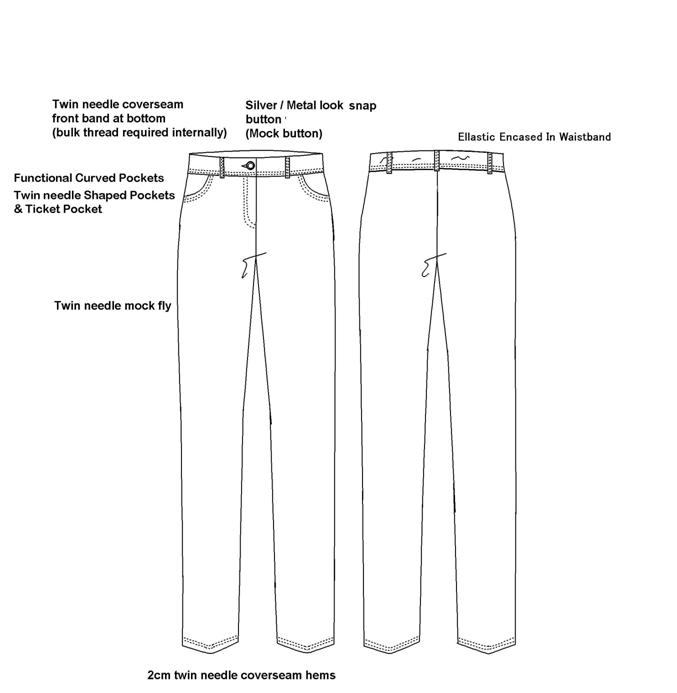 Twin needle coverseam
front band at bottom
(bulk thread required internally)
Silver / Metal look snap
button
(Mock button)
Ellastic Encased In Waistband
Functional Curved Pockets
Twin needle Shaped Pockets
& Ticket Pocket
Twin needle mock fly
2cm twin needle coverseam hems